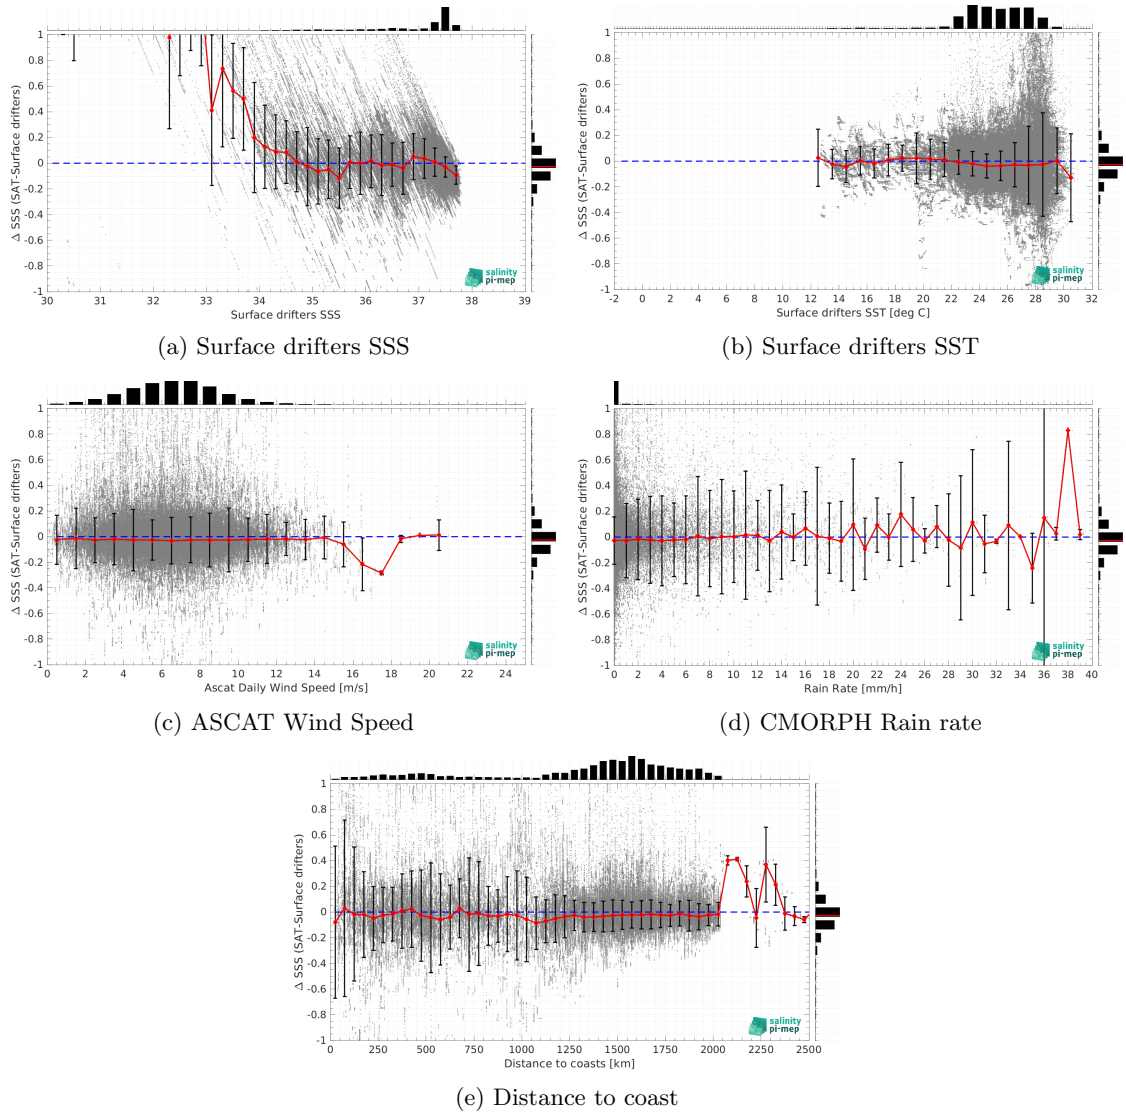 Δ SSS (SAT-Surface drifters)
1
0.8
0.6
0.4
0.2
0
-0.2
-0.4
-0.6
-0.8
-1
salinity
pi-mep
30 31 32 33 34 35 36 37 38 39
Surface drifters SSS
(a) Surface drifters SSS
Δ SSS (SAT-Surface drifters)
1
0.8
0.6
0.4
0.2
0
-0.2
-0.4
-0.6
-0.8
-1
salinity
pi-mep
-2 0 2 4 6 8 10 12 14 16 18 20 22 24 26 28 30 32
Surface drifters SST [deg C]
(b) Surface drifters SST
Δ SSS (SAT-Surface drifters)
1
0.8
0.6
0.4
0.2
0
-0.2
-0.4
-0.6
-0.8
-1
salinity
pi-mep
0 2 4 6 8 10 12 14 16 18 20 22 24
Ascat Daily Wind Speed [m/s]
(c) ASCAT Wind Speed
Δ SSS (SAT-Surface drifters)
1
0.8
0.6
0.4
0.2
0
-0.2
-0.4
-0.6
-0.8
-1
salinity
pi-mep
0 2 4 6 8 10 12 14 16 18 20 22 24 26 28 30 32 34 36 38 40
Rain Rate [mm/h]
(d) CMORPH Rain rate
Δ SSS (SAT-Surface drifters)
1
0.8
0.6
0.4
0.2
0
-0.2
-0.4
-0.6
-0.8
-1
salinity
pi-mep
0 250 500 750 1000 1250 1500 1750 2000 2250 2500
Distance to coasts [km]
(e) Distance to coast